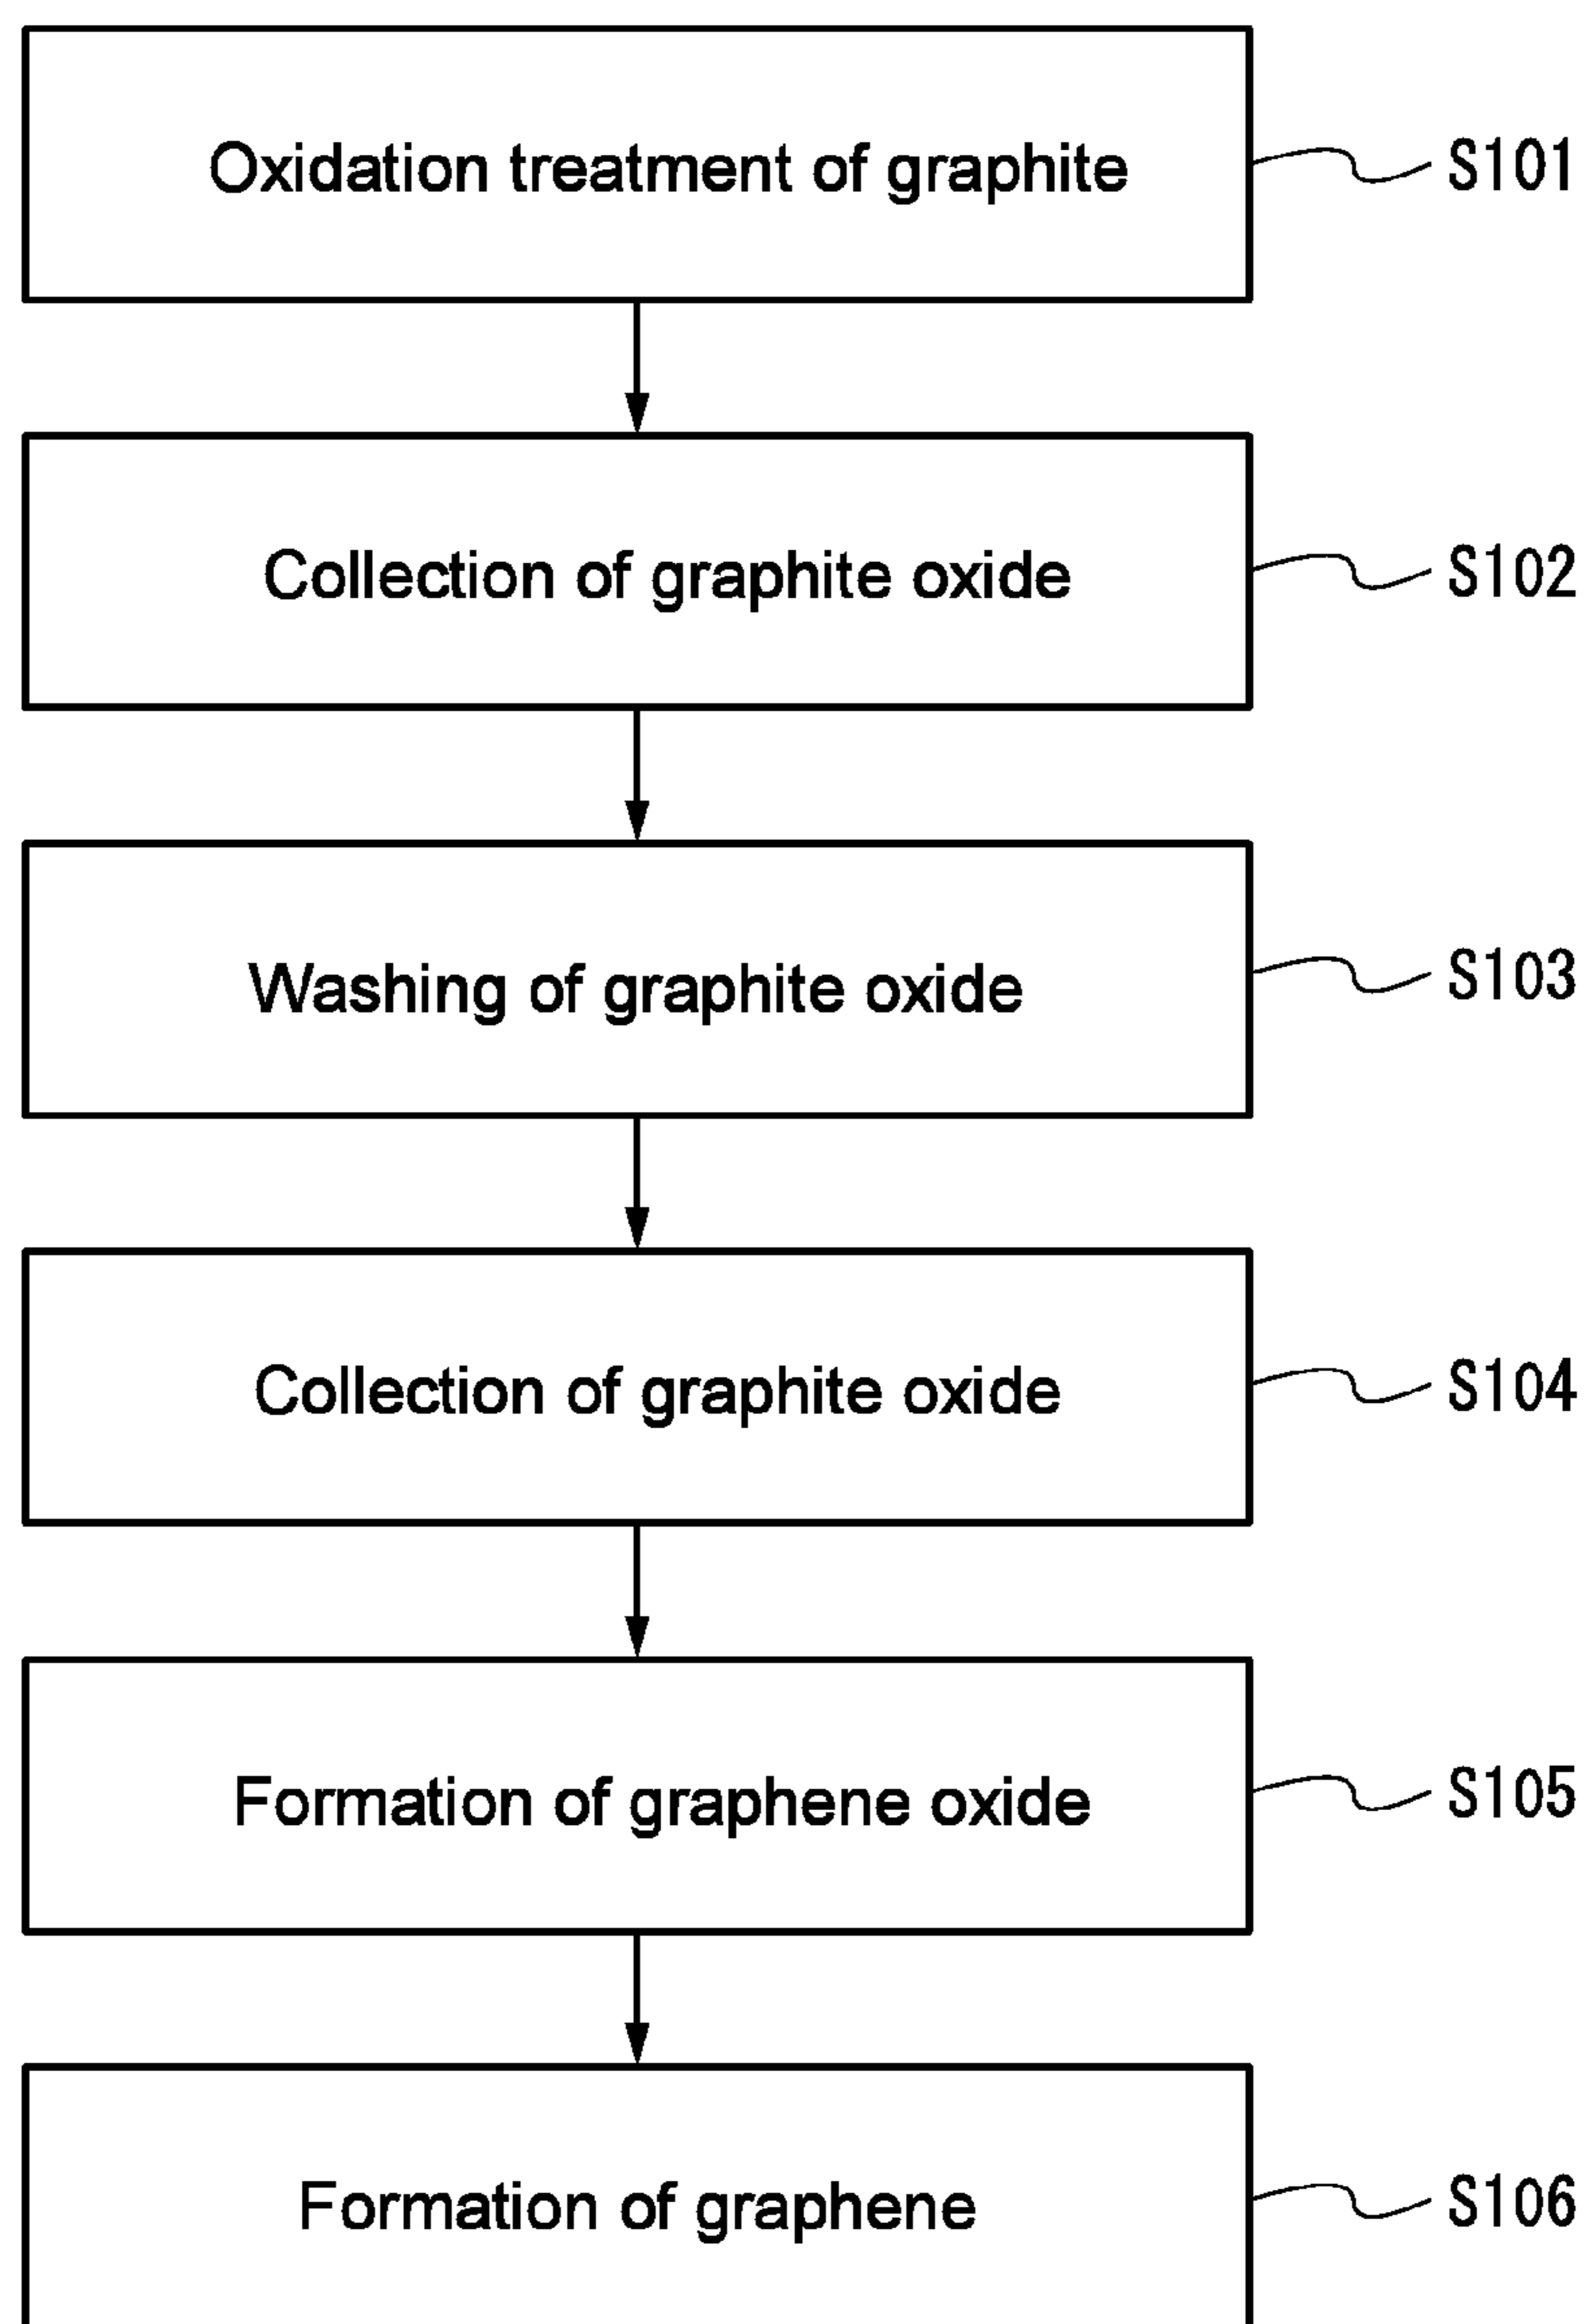 Oxidation treatment of graphite S101
Collection of graphite oxide S102
Washing of graphite oxide S103
Collection of graphite oxide S104
Formation of graphene oxide S105
Formation of graphene S106